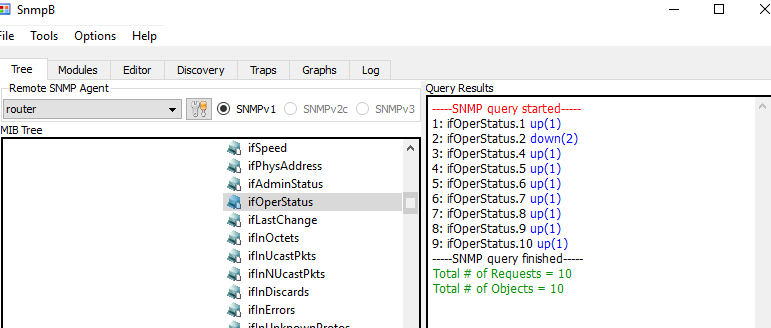 SnmpB
File Tools Options Help
Tree Modules Editor Discovery Traps Graphs Log
Remote SNMP Agent
router SNMPv1 SNMPv2c SNMPv3
MIB Tree
ifSpeed
ifPhysAddress
ifAdminStatus
ifOperStatus
ifLastChange
ifInOctets
ifInUcastPkts
ifInNUcastPkts
ifInDiscards
ifInErrors
ifInUnknownProtos
Query Results
-----SNMP query started-----
1: ifOperStatus.1 up(1)
2: ifOperStatus.2 down(2)
3: ifOperStatus.4 up(1)
4: ifOperStatus.5 up(1)
5: ifOperStatus.6 up(1)
6: ifOperStatus.7 up(1)
7: ifOperStatus.8 up(1)
8: ifOperStatus.9 up(1)
9: ifOperStatus.10 up(1)
-----SNMP query finished-----
Total # of Requests = 10
Total # of Objects = 10